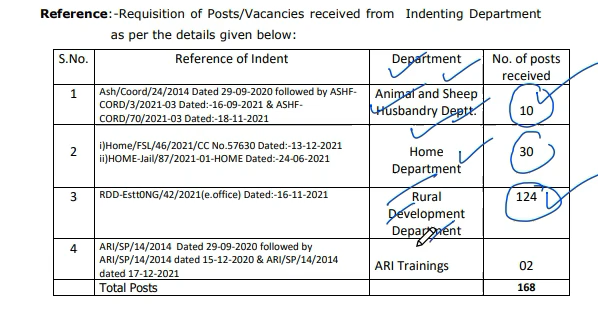 Reference:-Requisition of Posts/Vacancies received from Indenting Department
as per the details given below:
S.No. Reference of Indent Department No. of posts
received
1 Ash/Coord/24/2014 Dated 29-09-2020 followed by ASHF-
CORD/3/2021-03 Dated:-16-09-2021 & ASHF-
CORD/70/2021-03 Dated:-18-11-2021
Animal and Sheep
Husbandry Deptt.
10
2 i)Home/FSL/46/2021/CC No.57630 Dated:-13-12-2021
ii)HOME-Jail/87/2021-01-HOME Dated:-24-06-2021
Home
Department
30
3 RDD-Estt0NG/42/2021(e.office) Dated:-16-11-2021
Rural
Development
Department
124
4 ARI/SP/14/2014 Dated 29-09-2020 followed by
ARI/SP/14/2014 dated 15-12-2020 & ARI/SP/14/2014
dated 17-12-2021
ARI Trainings
02
Total Posts 168